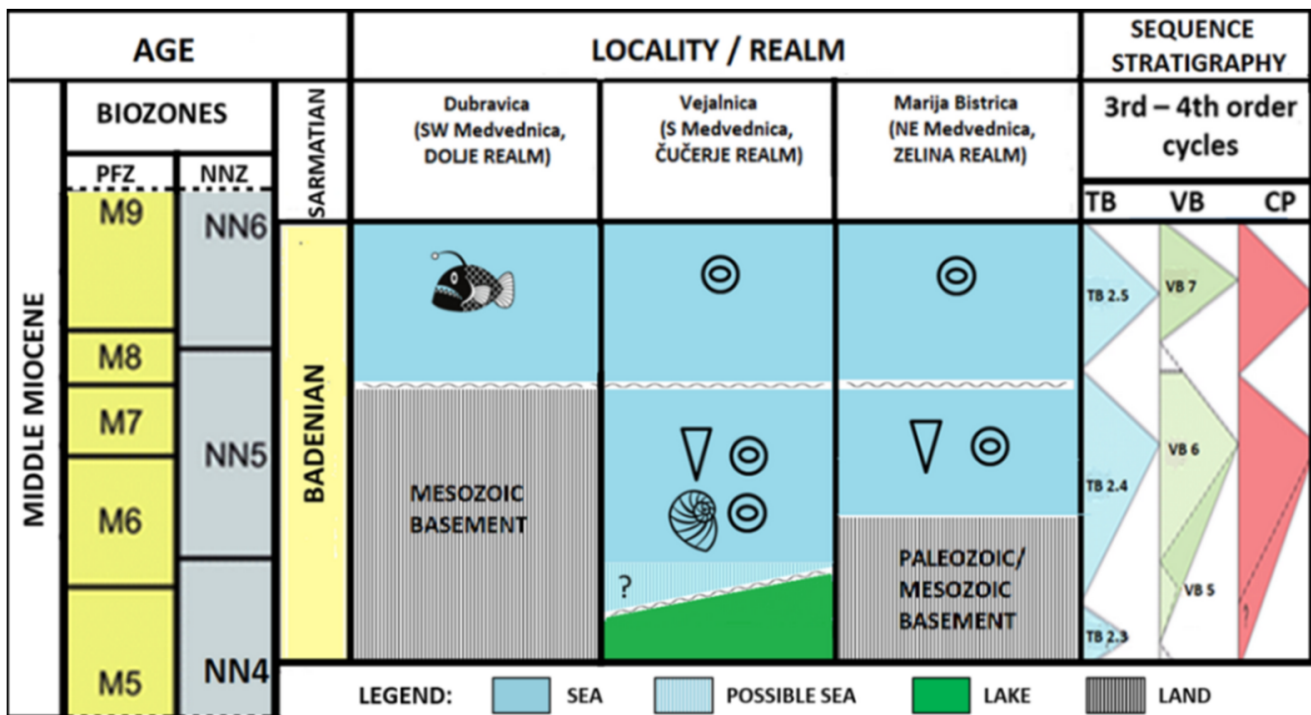 AGE
LOCALITY / REALM
SEQUENCE
STRATIGRAPHY
MIDDLE MIOCENE
BIOZONES
PFZ
NNZ
SARMATIAN
Dubravica
(SW Medvednica,
DOLJE REALM)
Vejalnica
(S Medvednica,
ČUČERJE REALM)
Marija Bistrica
(NE Medvednica,
ZELINA REALM)
3rd – 4th order
cycles
TB
VB
CP
M9
M8
M7
M6
M5
NN6
NN5
NN4
BADENIAN
MESOZOIC
BASEMENT
?
PALEOZOIC/
MESOZOIC
BASEMENT
TB 2.5
TB 2.4
TB 2.3
VB 7
VB 6
VB 5
LEGEND:
SEA
POSSIBLE SEA
LAKE
LAND